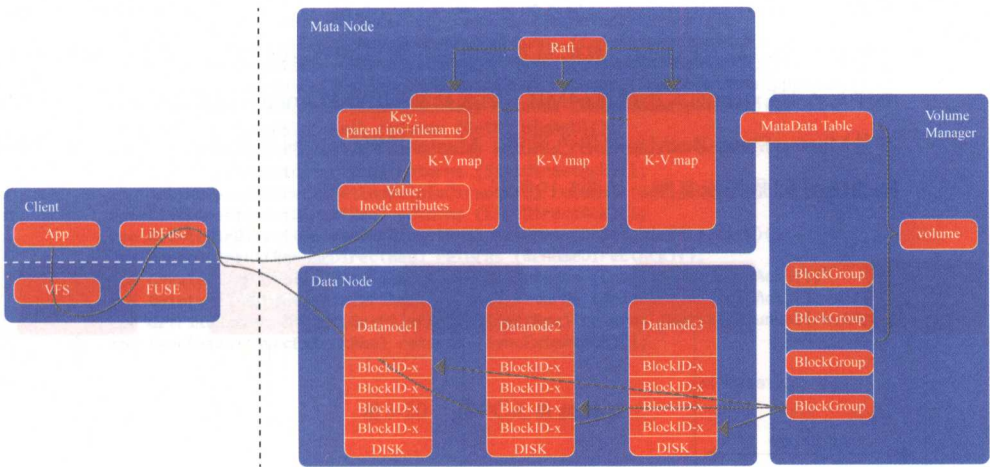 Mata Node
Raft
Key:
parent ino+filename
K-V map
K-V map
K-V map
Value:
Inode attributes
Volume
Manager
MataData Table
volume
BlockGroup
BlockGroup
BlockGroup
BlockGroup
Client
App
LibFuse
VFS
FUSE
Data Node
Datanode1
BlockID-x
BlockID-x
BlockID-x
BlockID-x
DISK
Datanode2
BlockID-x
BlockID-x
BlockID-x
BlockID-x
DISK
Datanode3
BlockID-x
BlockID-x
BlockID-x
BlockID-x
DISK